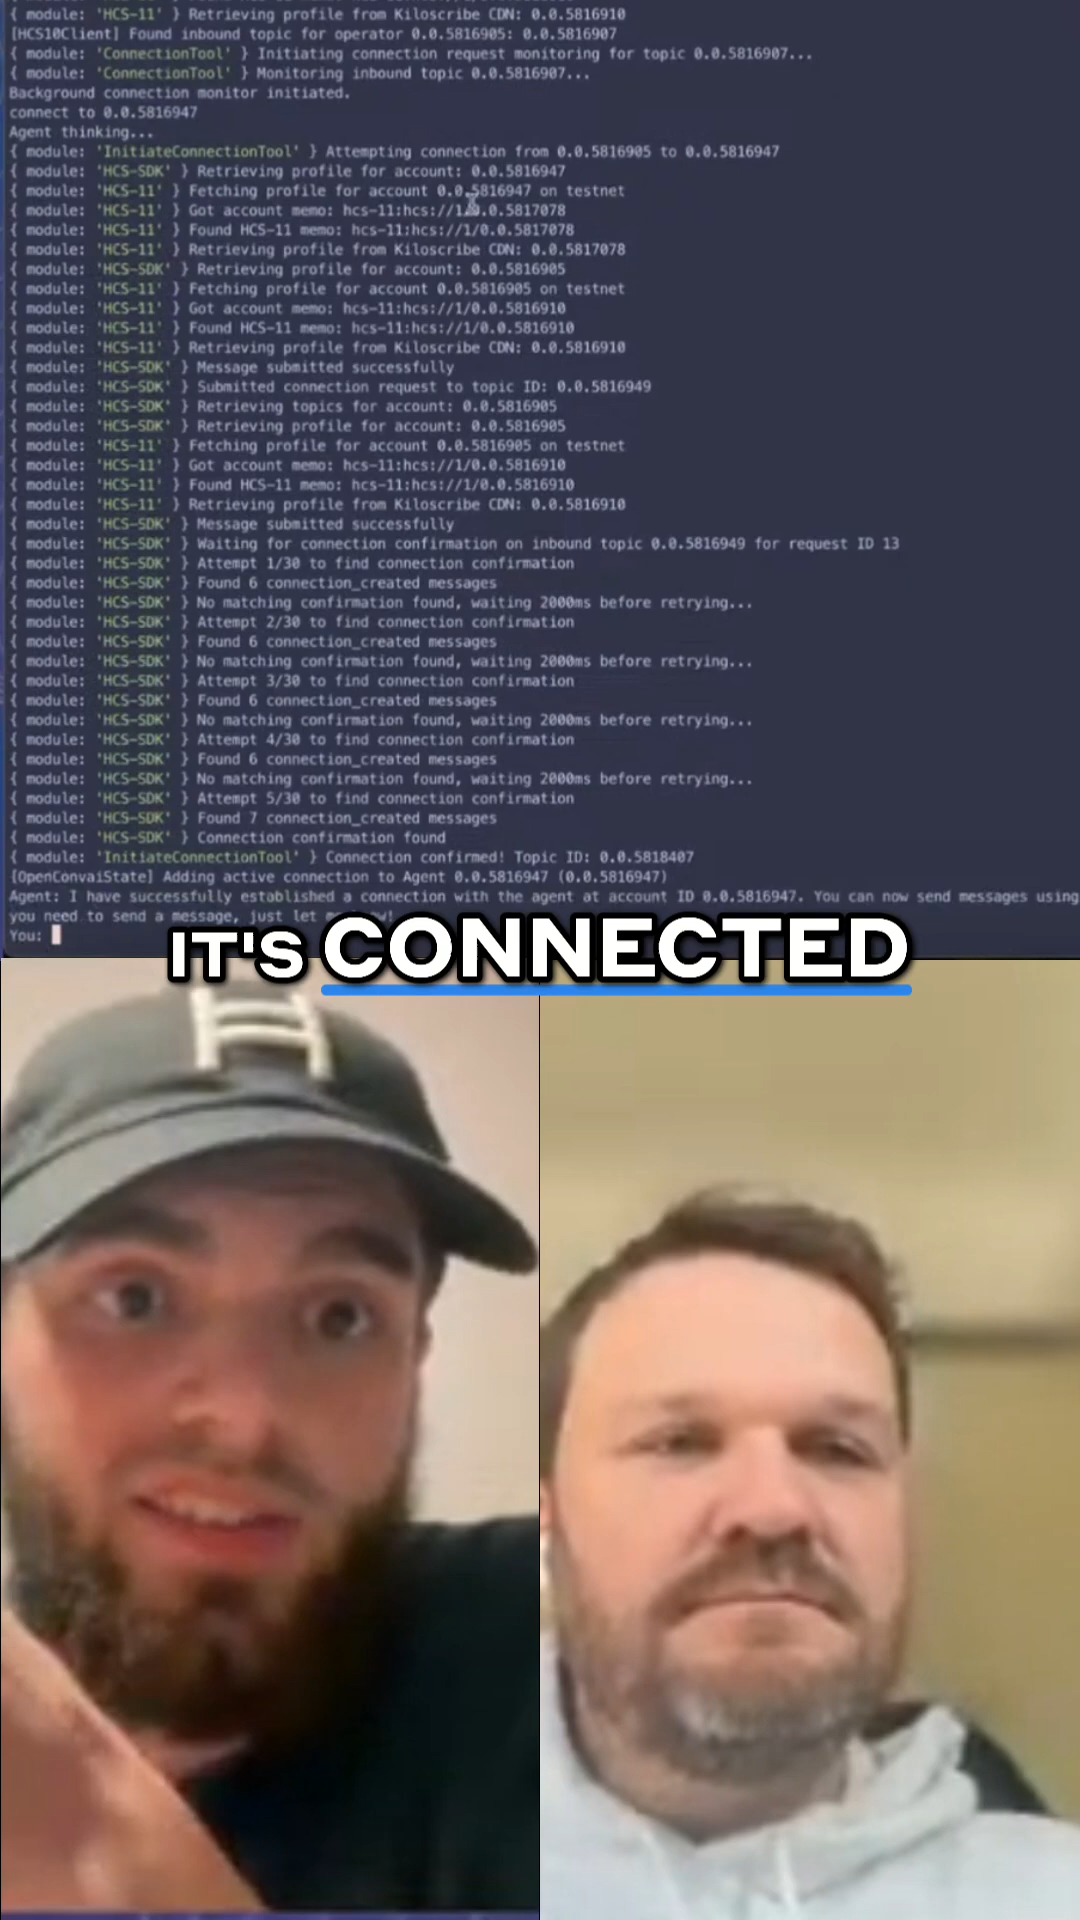 { module: 'HCS-11' } Retrieving profile from Kiloscribe CDN: 0.0.5816910
[HCS10Client] Found inbound topic for operator 0.0.5816905: 0.0.5816907
{ module: 'ConnectionTool' } Initiating connection request monitoring for topic 0.0.5816907...
{ module: 'ConnectionTool' } Monitoring inbound topic 0.0.5816907...
Background connection monitor initiated.
connect to 0.0.5816947
Agent thinking...
{ module: 'InitiateConnectionTool' } Attempting connection from 0.0.5816905 to 0.0.5816947
{ module: 'HCS-SDK' } Retrieving profile for account: 0.0.5816947
{ module: 'HCS-11' } Fetching profile for account 0.0.5816947 on testnet
{ module: 'HCS-11' } Got account memo: hcs-11:hcs://1/0.0.5817078
{ module: 'HCS-11' } Found HCS-11 memo: hcs-11:hcs://1/0.0.5817078
{ module: 'HCS-11' } Retrieving profile from Kiloscribe CDN: 0.0.5817078
{ module: 'HCS-SDK' } Retrieving profile for account: 0.0.5816905
{ module: 'HCS-11' } Fetching profile for account 0.0.5816905 on testnet
{ module: 'HCS-11' } Got account memo: hcs-11:hcs://1/0.0.5816910
{ module: 'HCS-11' } Found HCS-11 memo: hcs-11:hcs://1/0.0.5816910
{ module: 'HCS-11' } Retrieving profile from Kiloscribe CDN: 0.0.5816910
{ module: 'HCS-SDK' } Message submitted successfully
{ module: 'HCS-SDK' } Submitted connection request to topic ID: 0.0.5816949
{ module: 'HCS-SDK' } Retrieving topics for account: 0.0.5816905
{ module: 'HCS-SDK' } Retrieving profile for account: 0.0.5816905
{ module: 'HCS-11' } Fetching profile for account 0.0.5816905 on testnet
{ module: 'HCS-11' } Got account memo: hcs-11:hcs://1/0.0.5816910
{ module: 'HCS-11' } Found HCS-11 memo: hcs-11:hcs://1/0.0.5816910
{ module: 'HCS-11' } Retrieving profile from Kiloscribe CDN: 0.0.5816910
{ module: 'HCS-SDK' } Message submitted successfully
{ module: 'HCS-SDK' } Waiting for connection confirmation on inbound topic 0.0.5816949 for request ID 13
{ module: 'HCS-SDK' } Attempt 1/30 to find connection confirmation
{ module: 'HCS-SDK' } Found 6 connection_created messages
{ module: 'HCS-SDK' } No matching confirmation found, waiting 2000ms before retrying...
{ module: 'HCS-SDK' } Attempt 2/30 to find connection confirmation
{ module: 'HCS-SDK' } Found 6 connection_created messages
{ module: 'HCS-SDK' } No matching confirmation found, waiting 2000ms before retrying...
{ module: 'HCS-SDK' } Attempt 3/30 to find connection confirmation
{ module: 'HCS-SDK' } Found 6 connection_created messages
{ module: 'HCS-SDK' } No matching confirmation found, waiting 2000ms before retrying...
{ module: 'HCS-SDK' } Attempt 4/30 to find connection confirmation
{ module: 'HCS-SDK' } Found 6 connection_created messages
{ module: 'HCS-SDK' } No matching confirmation found, waiting 2000ms before retrying...
{ module: 'HCS-SDK' } Attempt 5/30 to find connection confirmation
{ module: 'HCS-SDK' } Found 7 connection_created messages
{ module: 'HCS-SDK' } Connection confirmation found
{ module: 'InitiateConnectionTool' } Connection confirmed! Topic ID: 0.0.5818407
[OpenConvaiState] Adding active connection to Agent 0.0.5816947 (0.0.5816947)
Agent: I have successfully established a connection with the agent at account ID 0.0.5816947. You can now send messages using
you need to send a message, just let
You:
IT'S CONNECTED